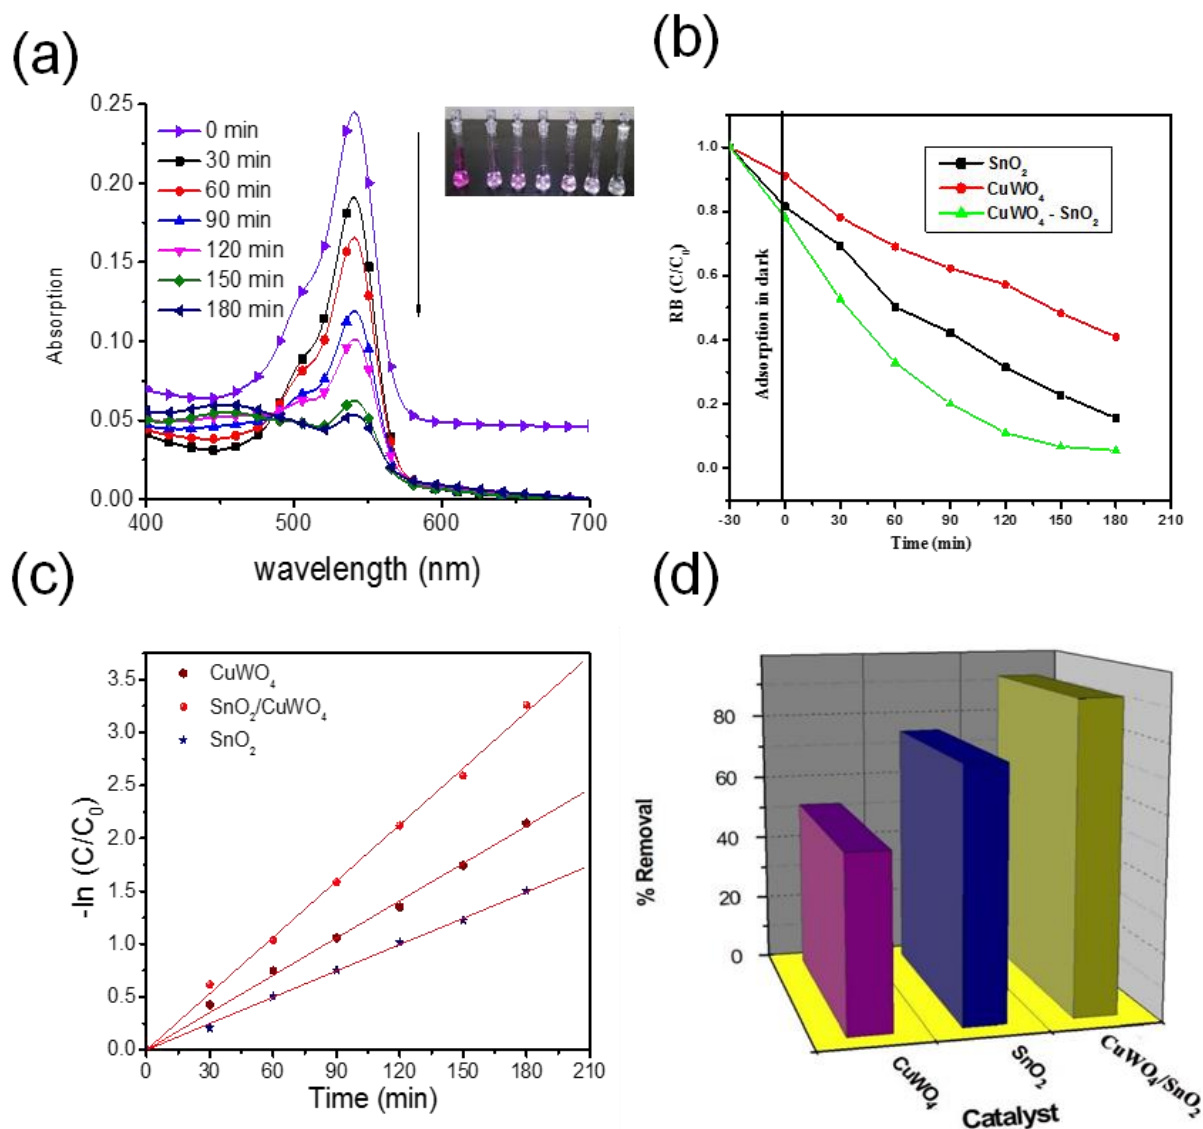 (a)
0.25
0.20
0.15
0.10
0.05
0.00
Absorption
0 min
30 min
60 min
90 min
120 min
150 min
180 min
400
500
600
700
wavelength (nm)
(b)
1.0
0.8
0.6
0.4
0.2
0.0
RB (C/C₀)
Adsorption in dark
SnO₂
CuWO₄
CuWO₄ - SnO₂
-30
0
30
60
90
120
150
180
210
Time (min)
(c)
3.5
3.0
2.5
2.0
1.5
1.0
0.5
0.0
-ln (C/C₀)
CuWO₄
SnO₂/CuWO₄
SnO₂
0
30
60
90
120
150
180
210
Time (min)
(d)
80
60
40
20
0
% Removal
CuWO₄
SnO₂
CuWO₄/SnO₂
Catalyst